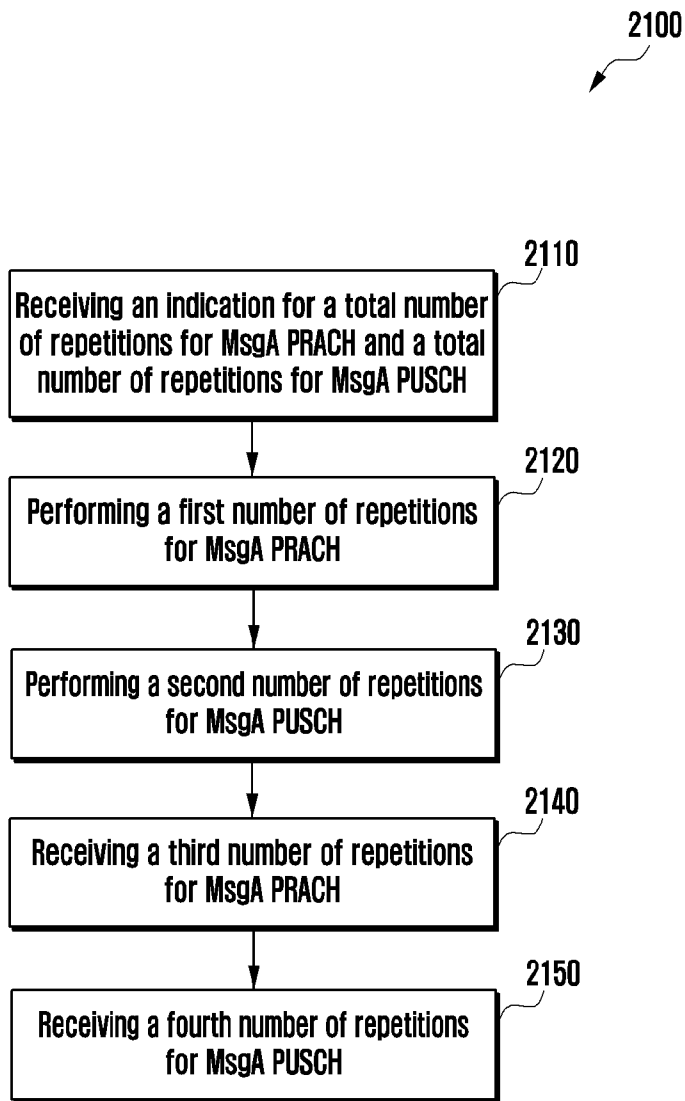 2100
2110
Receiving an indication for a total number
of repetitions for MsgA PRACH and a total
number of repetitions for MsgA PUSCH
2120
Performing a first number of repetitions
for MsgA PRACH
2130
Performing a second number of repetitions
for MsgA PUSCH
2140
Receiving a third number of repetitions
for MsgA PRACH
2150
Receiving a fourth number of repetitions
for MsgA PUSCH